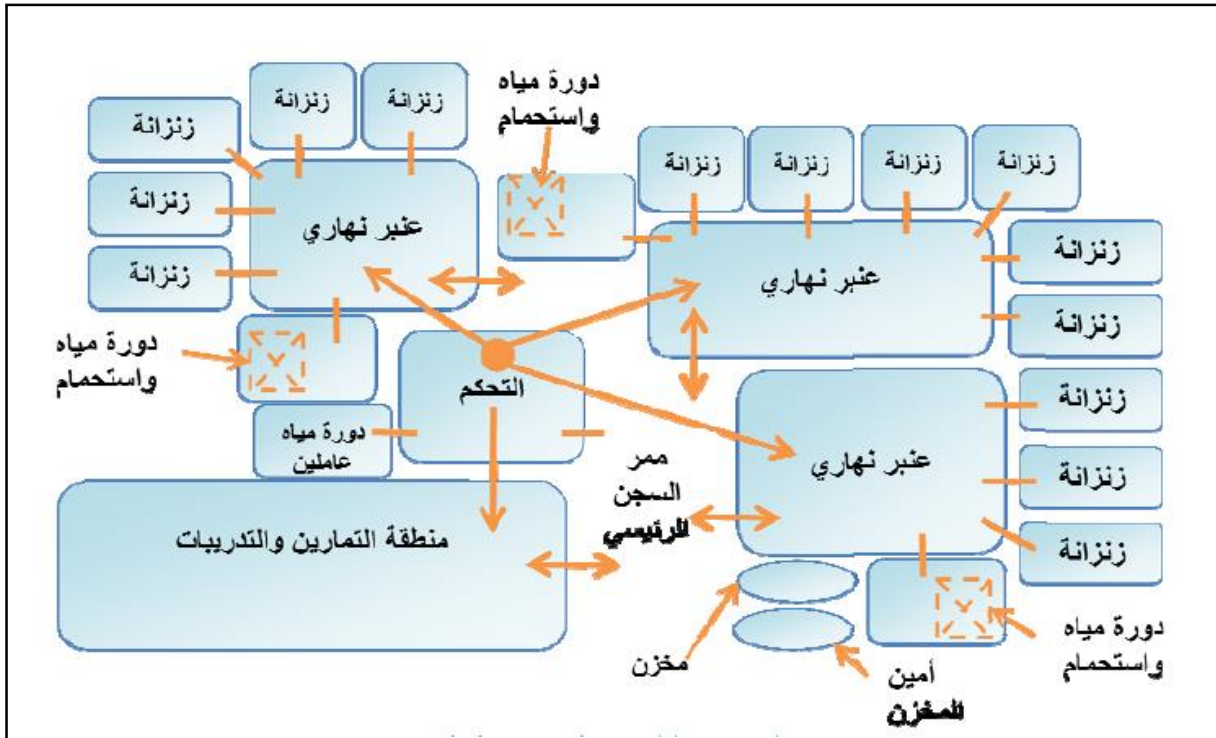 دورة مياه
واستحمام
زنزانة
زنزانة
زنزانة
زنزانة
زنزانة
عنبر نهاري
زنزانة
زنزانة
زنزانة
زنزانة
زنزانة
زنزانة
عنبر نهاري
دورة مياه
واستحمام
التحكم
دورة مياه
عاملين
عنبر نهاري
زنزانة
زنزانة
زنزانة
ممر
السجن
الرئيسي
منطقة التمارين والتدريبات
مخزن
أمين
المخزن
دورة مياه
واستحمام